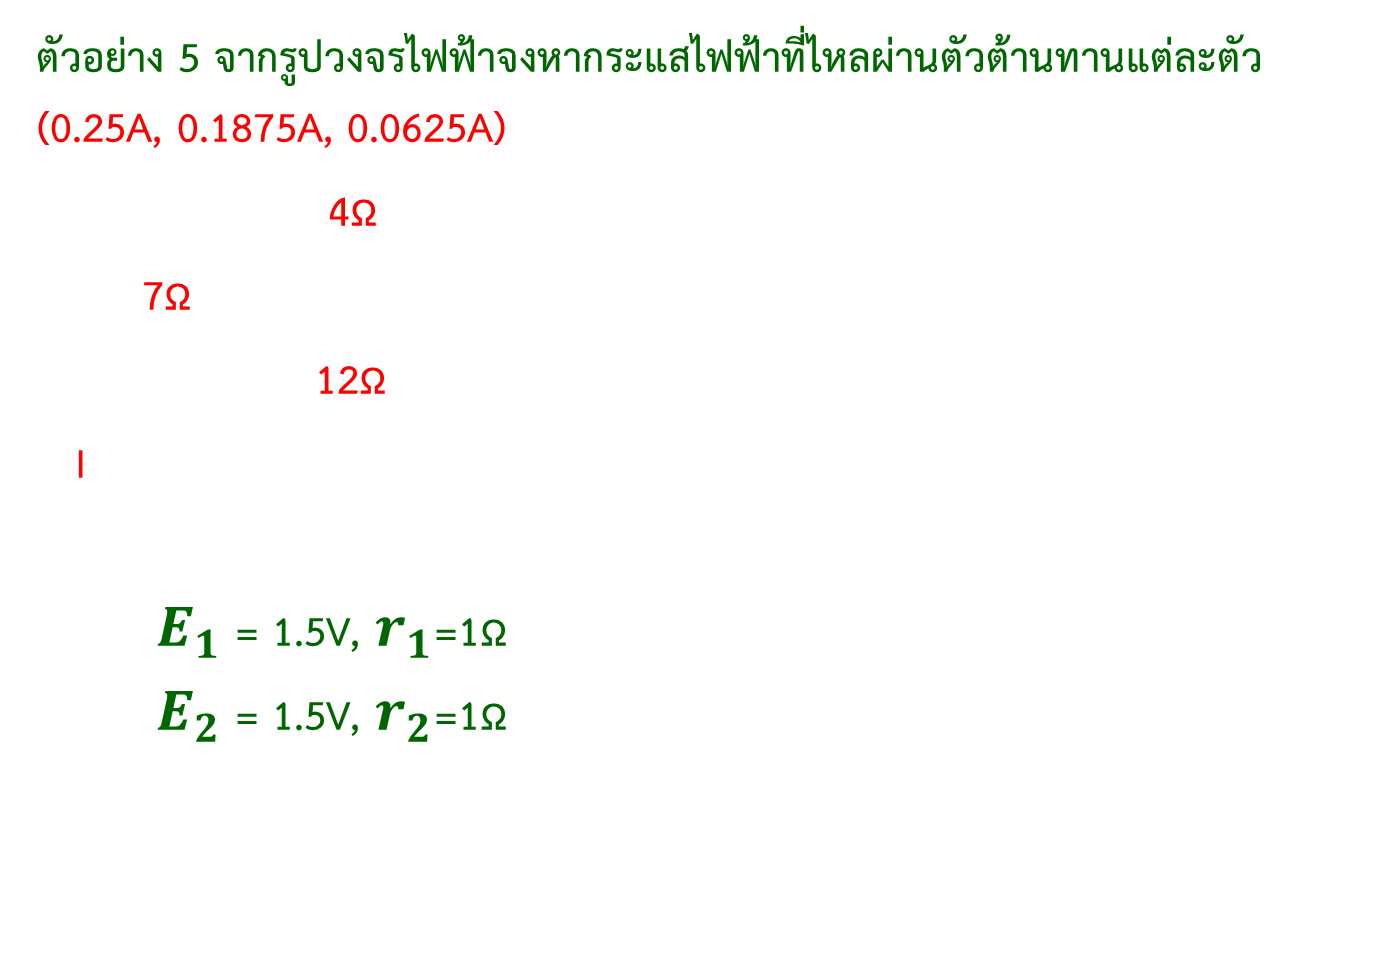 ตัวอย่าง 5 จากรูปวงจรไฟฟ้าจงหากระแสไฟฟ้าที่ไหลผ่านตัวต้านทานแต่ละตัว
(0.25A, 0.1875A, 0.0625A)
4Ω
7Ω
12Ω
I
E₁ = 1.5V, r₁=1Ω
E₂ = 1.5V, r₂=1Ω